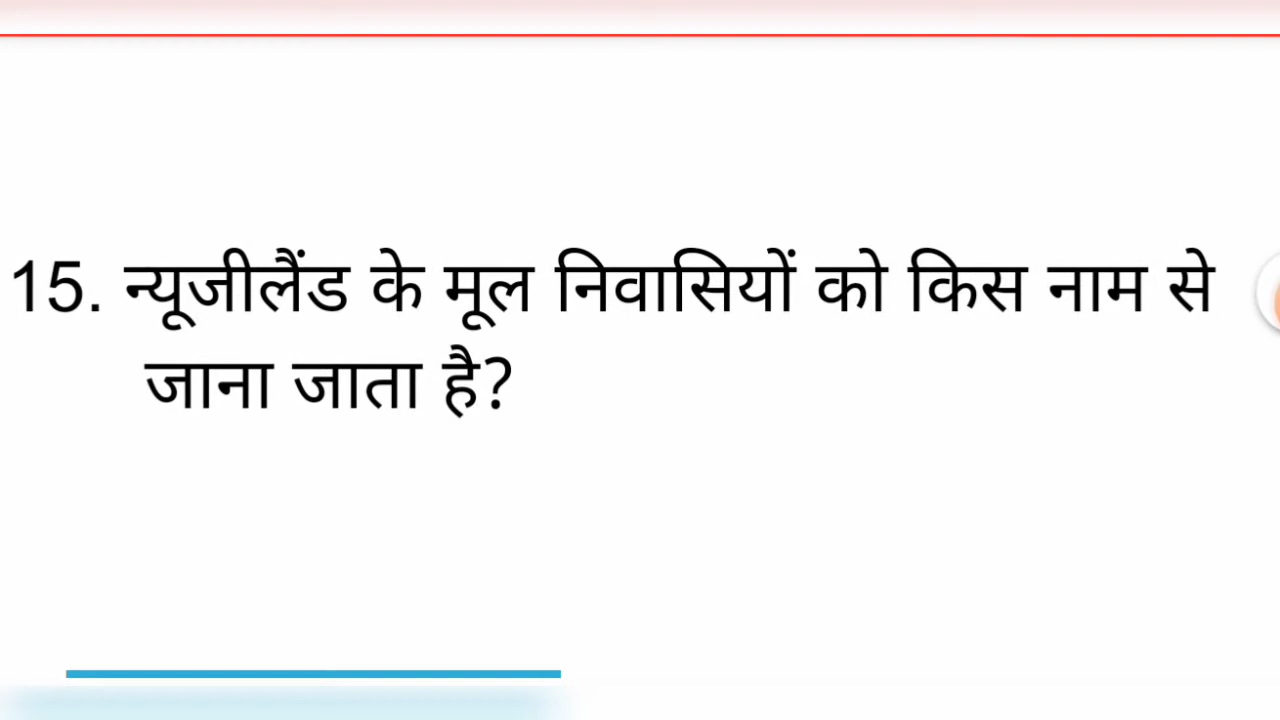 15. न्यूजीलैंड के मूल निवासियों को किस नाम से
जाना जाता है?